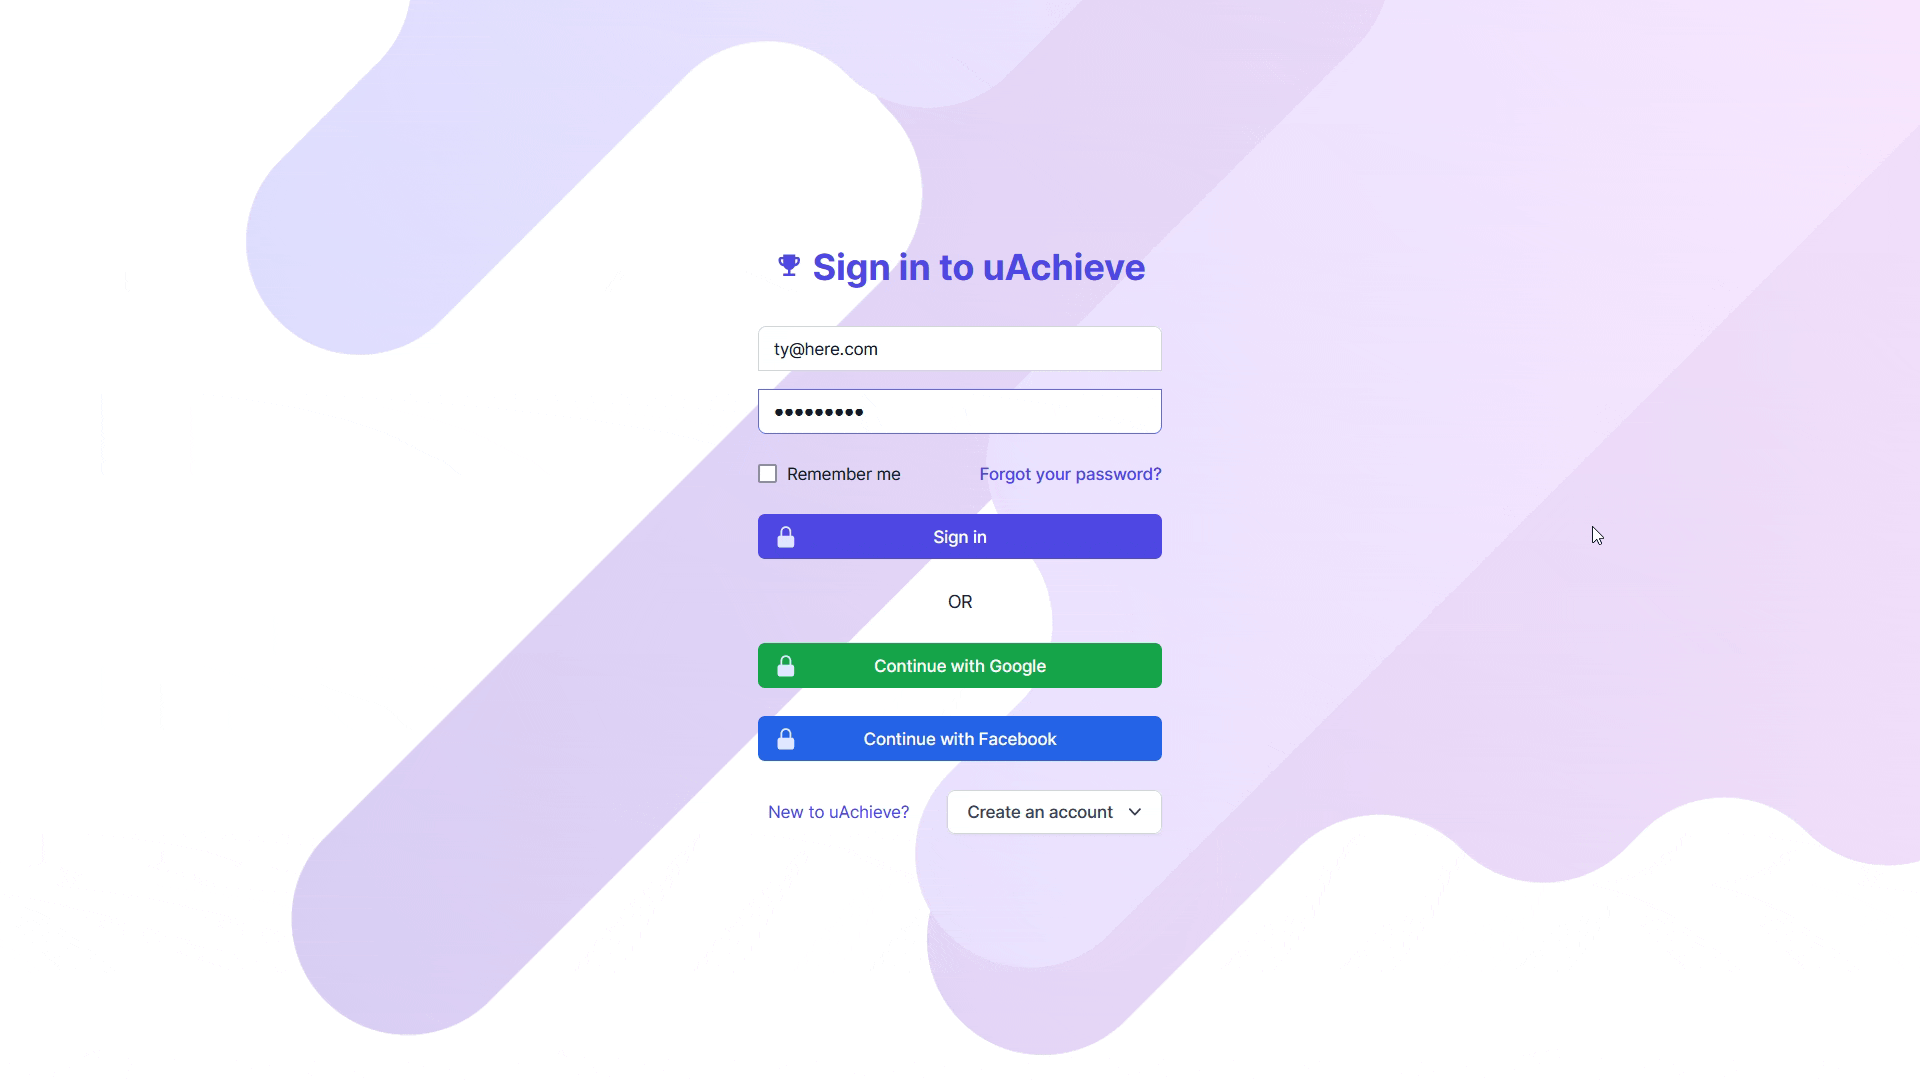 Sign in to uAchieve
ty@here.com
•••••••••
Remember me
Forgot your password?
Sign in
OR
Continue with Google
Continue with Facebook
New to uAchieve?
Create an account